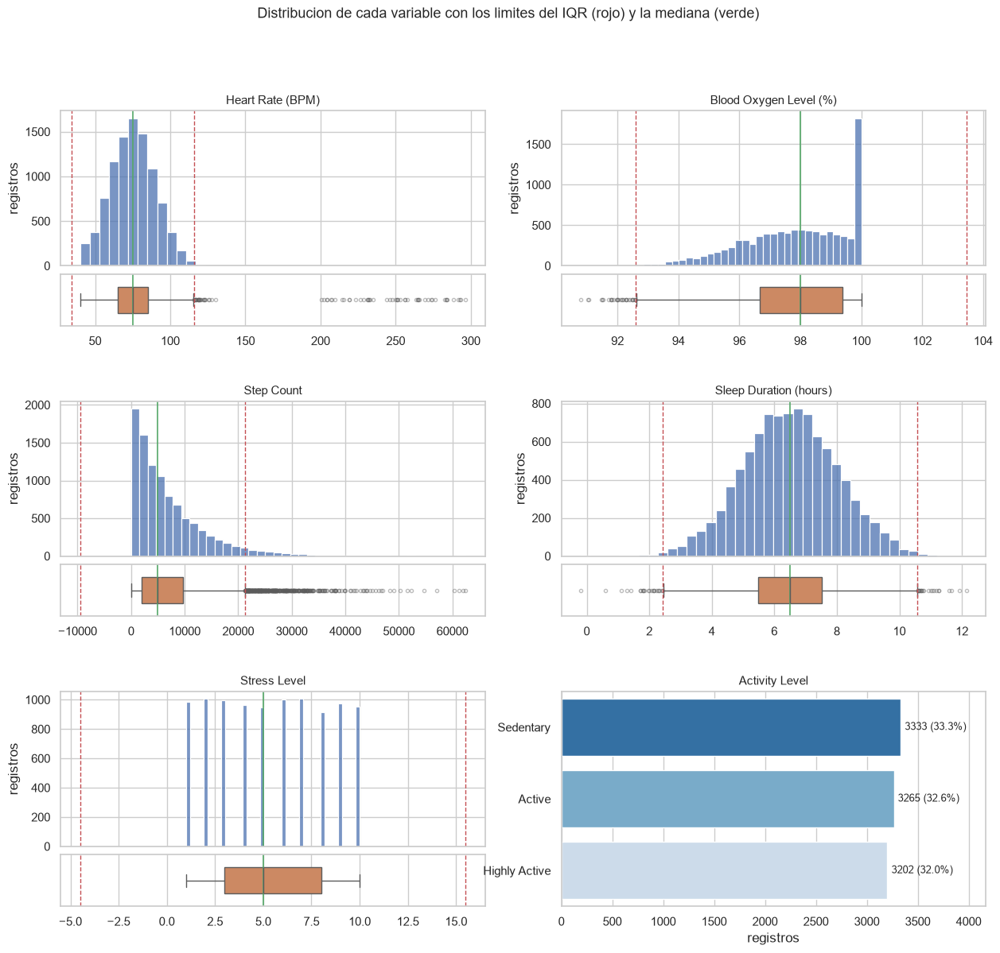 Distribucion de cada variable con los limites del IQR (rojo) y la mediana (verde)
Heart Rate (BPM)
registros
1500
1000
500
0
50 100 150 200 250 300
Blood Oxygen Level (%)
registros
1500
1000
500
0
92 94 96 98 100 102 104
Step Count
registros
2000
1500
1000
500
0
−10000 0 10000 20000 30000 40000 50000 60000
Sleep Duration (hours)
registros
800
600
400
200
0
0 2 4 6 8 10 12
Stress Level
registros
1000
800
600
400
200
0
−5.0 −2.5 0.0 2.5 5.0 7.5 10.0 12.5 15.0
Activity Level
Sedentary 3333 (33.3%)
Active 3265 (32.6%)
Highly Active 3202 (32.0%)
0 500 1000 1500 2000 2500 3000 3500 4000
registros